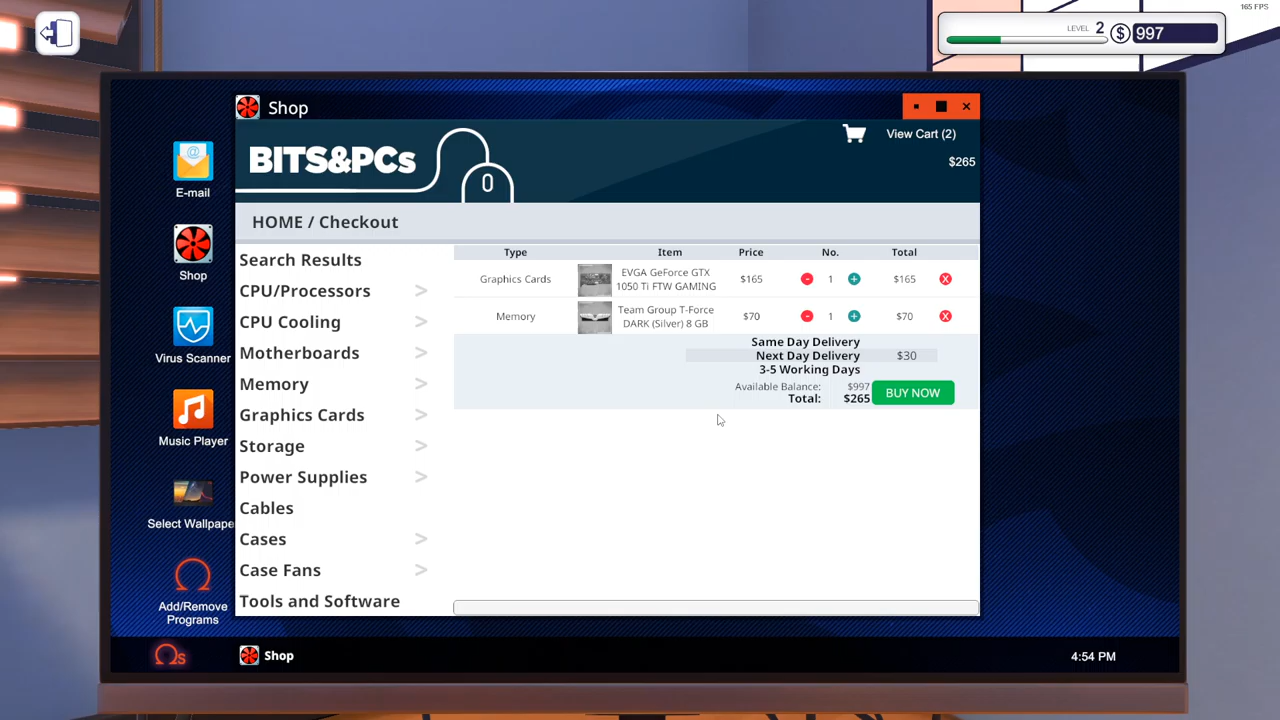 165 FPS
LEVEL 2
$ 997
Shop
BITS&PCs
View Cart (2)
$265
HOME / Checkout
E-mail
Shop
Virus Scanner
Music Player
Select Wallpape
Add/Remove
Programs
Search Results
CPU/Processors >
CPU Cooling >
Motherboards >
Memory >
Graphics Cards >
Storage >
Power Supplies >
Cables
Cases >
Case Fans >
Tools and Software
Type Item Price No. Total
Graphics Cards EVGA GeForce GTX 1050 Ti FTW GAMING $165 - 1 + $165 X
Memory Team Group T-Force DARK (Silver) 8 GB $70 - 1 + $70 X
Same Day Delivery
Next Day Delivery $30
3-5 Working Days
Available Balance: $997
Total: $265
BUY NOW
Ωs
Shop
4:54 PM